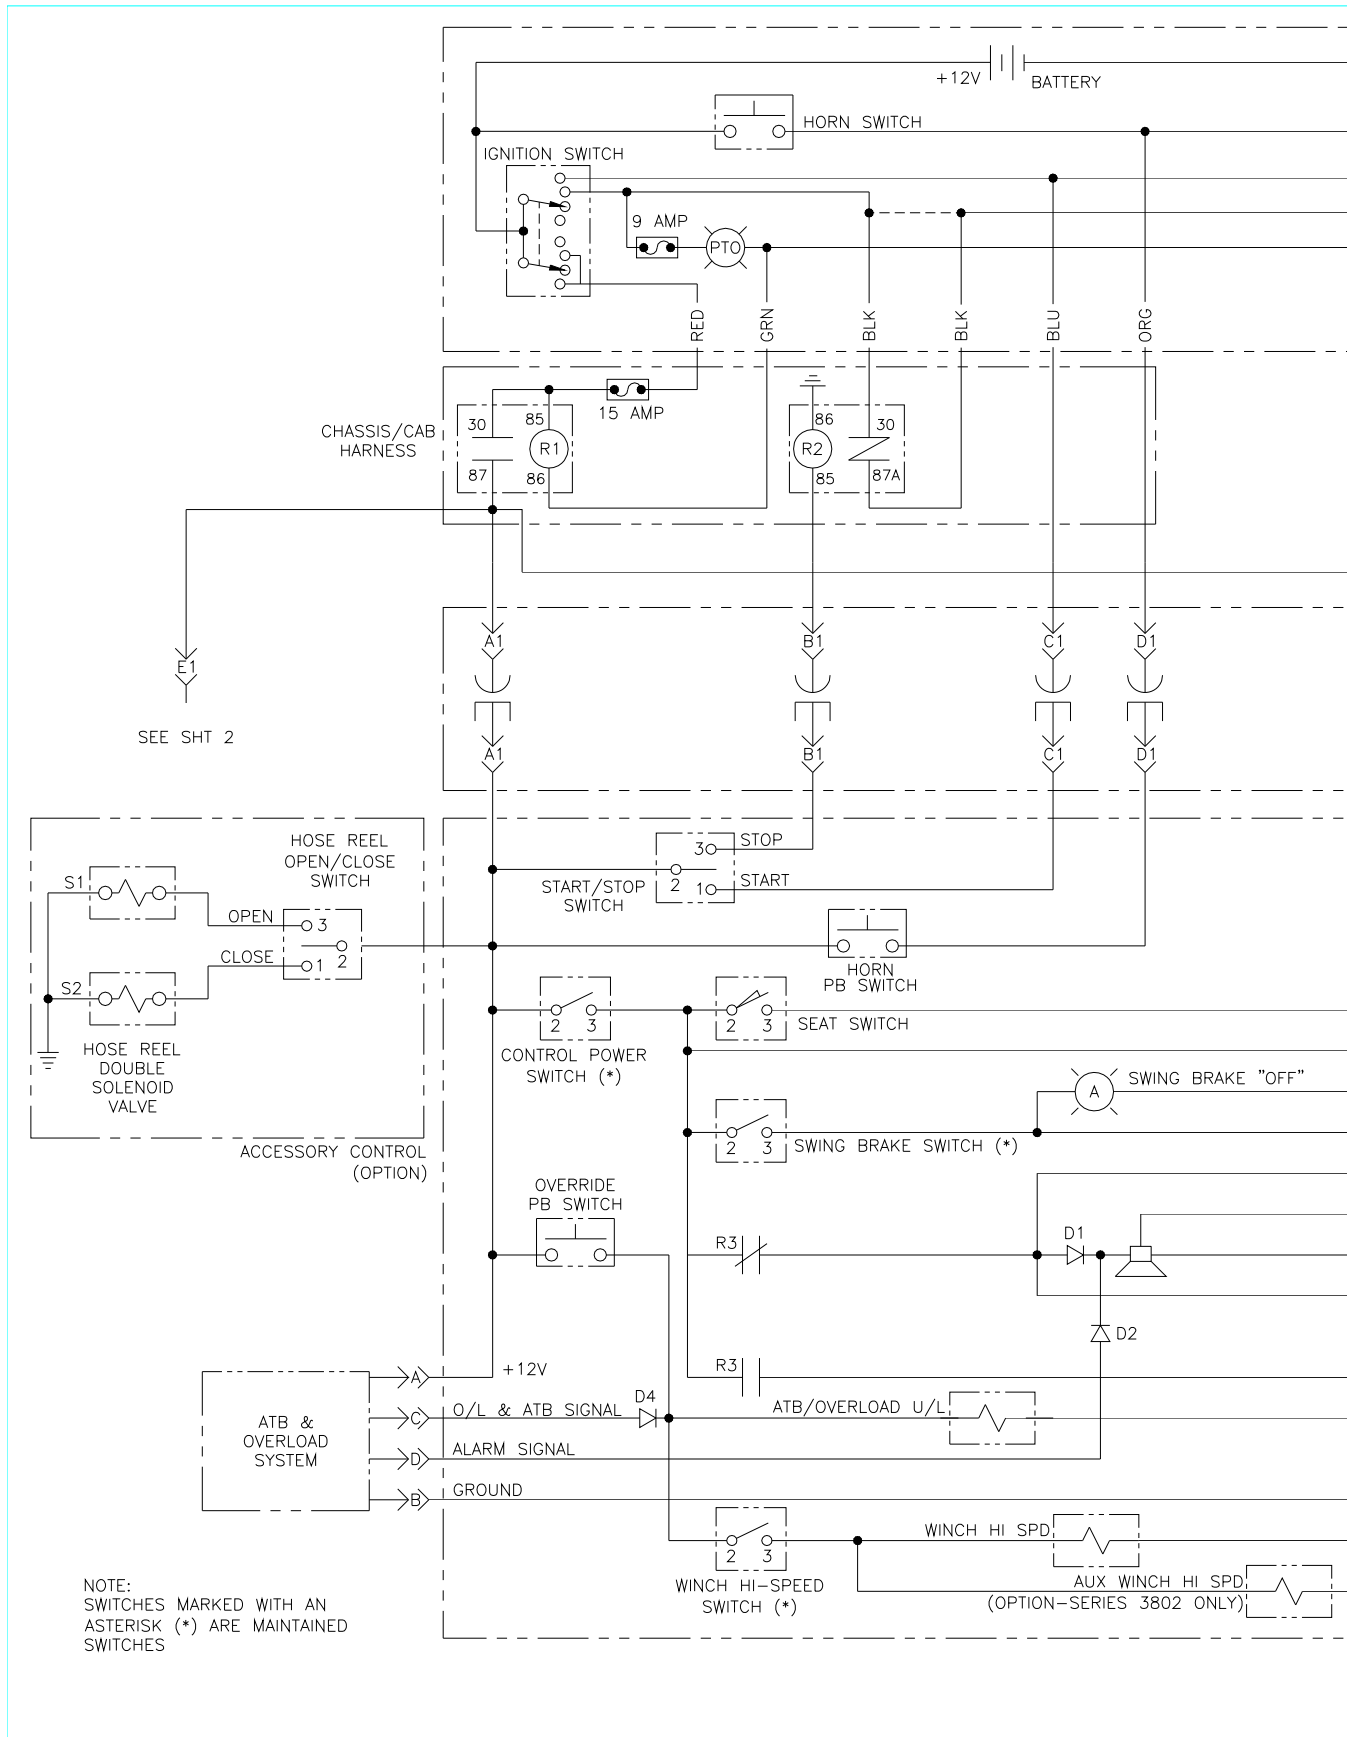 +12V
BATTERY
HORN SWITCH
IGNITION SWITCH
9 AMP
PTO
RED
GRN
BLK
BLK
BLU
ORG
15 AMP
CHASSIS/CAB
HARNESS
30
85
R1
87
86
86
30
R2
85
87A
A1
B1
C1
D1
E1
SEE SHT 2
A1
B1
C1
D1
HOSE REEL
OPEN/CLOSE
SWITCH
S1
OPEN
3
2
CLOSE
1
S2
HOSE REEL
DOUBLE
SOLENOID
VALVE
ACCESSORY CONTROL
(OPTION)
3
STOP
2
1
START
START/STOP
SWITCH
HORN
PB SWITCH
2 3
CONTROL POWER
SWITCH (*)
2 3
SEAT SWITCH
A
SWING BRAKE "OFF"
2 3
SWING BRAKE SWITCH (*)
OVERRIDE
PB SWITCH
R3
D1
D2
R3
+12V
ATB &
OVERLOAD
SYSTEM
A
C
D
B
O/L & ATB SIGNAL
D4
ATB/OVERLOAD U/L
ALARM SIGNAL
GROUND
2 3
WINCH HI-SPEED
SWITCH (*)
WINCH HI SPD
AUX WINCH HI SPD
(OPTION-SERIES 3802 ONLY)
NOTE:
SWITCHES MARKED WITH AN
ASTERISK (*) ARE MAINTAINED
SWITCHES